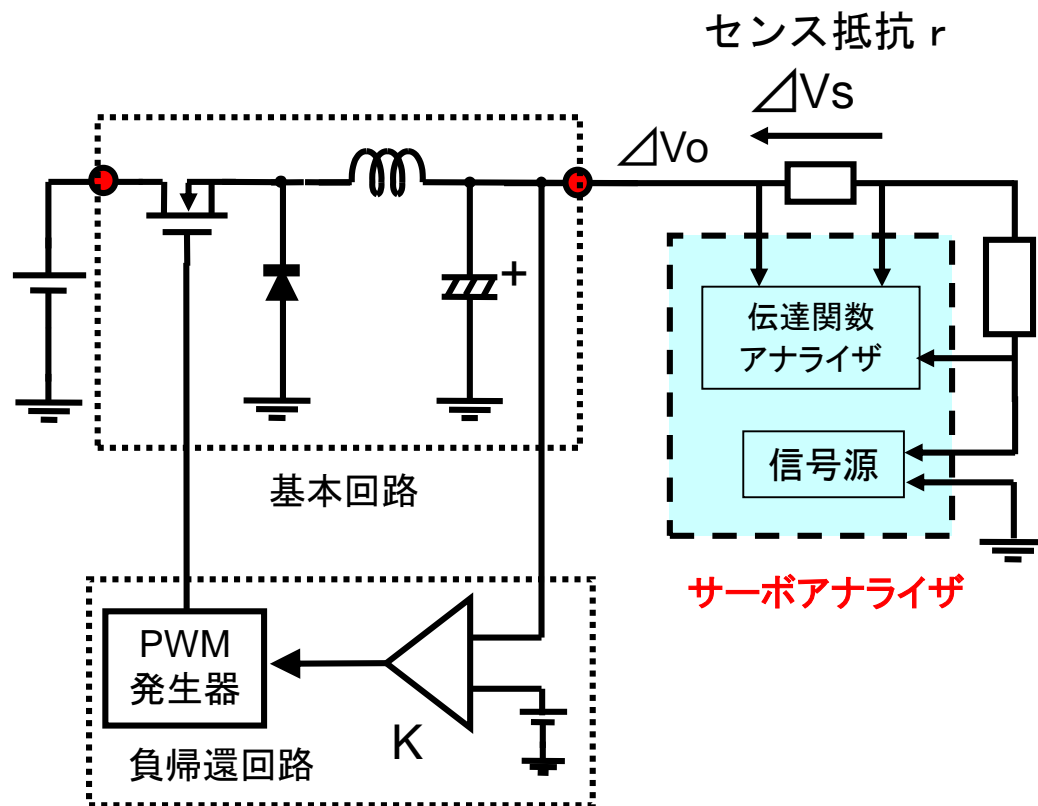 センス抵抗 r
⊿Vs
⊿Vo
伝達関数
アナライザ
信号源
サーボアナライザ
+
基本回路
PWM
発生器
K
負帰還回路